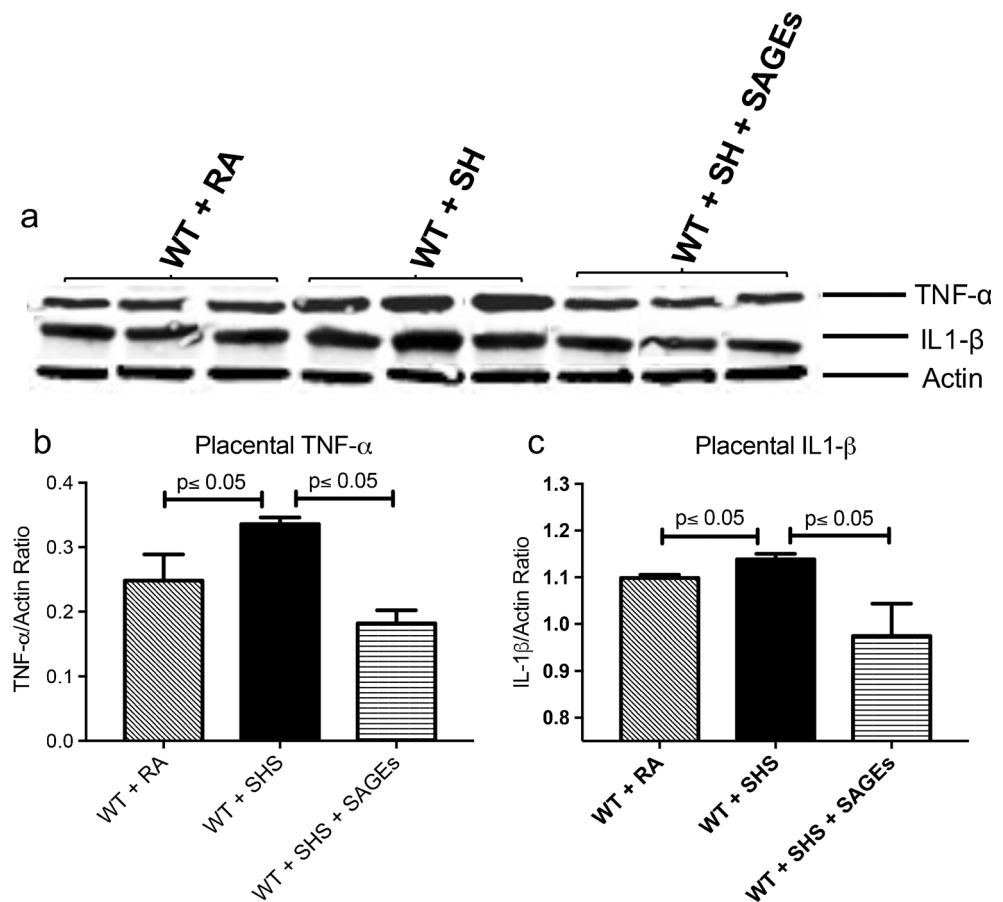 a
WT + RA
WT + SH
WT + SH + SAGEs
TNF-α
IL1-β
Actin
b
Placental TNF-α
TNF-α/Actin Ratio
0.4
0.3
0.2
0.1
0.0
p≤ 0.05
p≤ 0.05
WT + RA
WT + SHS
WT + SHS + SAGEs
c
Placental IL1-β
IL-1β/Actin Ratio
1.3
1.2
1.1
1.0
0.9
0.8
p≤ 0.05
p≤ 0.05
WT + RA
WT + SHS
WT + SHS + SAGEs